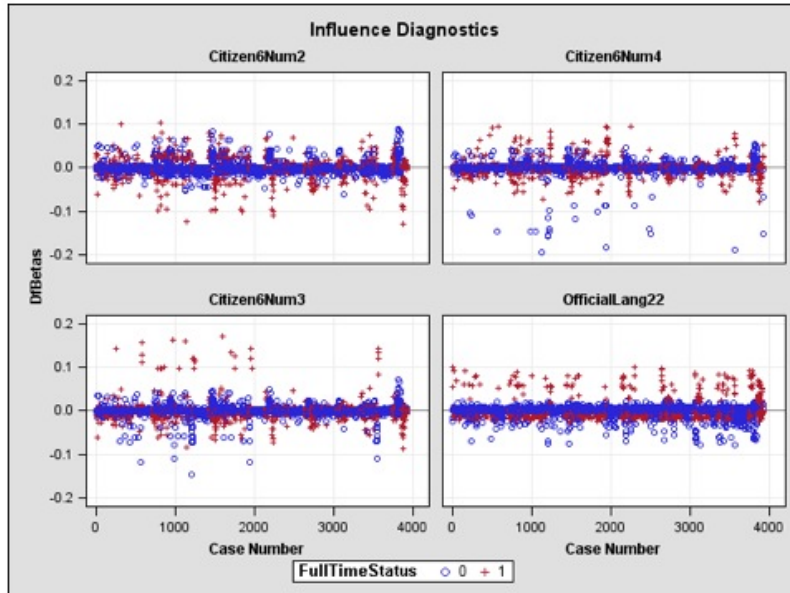 Influence Diagnostics
Citizen6Num2 Citizen6Num4
0.2
0.1
0.0
-0.1
-0.2
DfBetas
Citizen6Num3 OfficialLang22
0.2
0.1
0.0
-0.1
-0.2
0 1000 2000 3000 4000 0 1000 2000 3000 4000
Case Number Case Number
FullTimeStatus 0 1